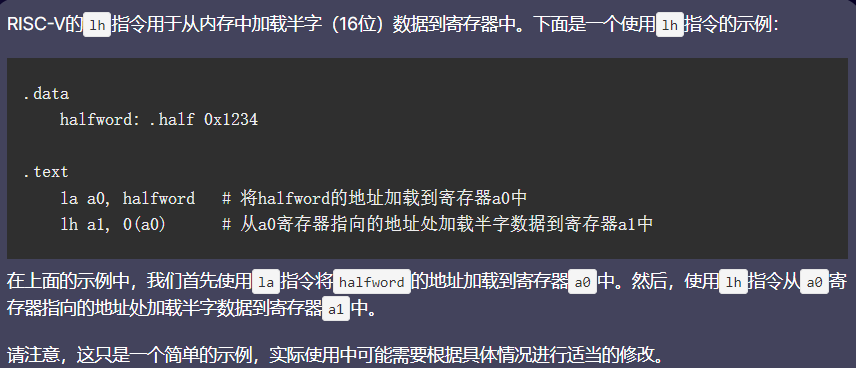 RISC-V的lh指令用于从内存中加载半字（16位）数据到寄存器中。下面是一个使用lh指令的示例：
.data
    halfword: .half 0x1234
.text
    la a0, halfword   # 将halfword的地址加载到寄存器a0中
    lh a1, 0(a0)      # 从a0寄存器指向的地址处加载半字数据到寄存器a1中
在上面的示例中，我们首先使用la指令将halfword的地址加载到寄存器a0中。然后，使用lh指令从a0寄
存器指向的地址处加载半字数据到寄存器a1中。
请注意，这只是一个简单的示例，实际使用中可能需要根据具体情况进行适当的修改。